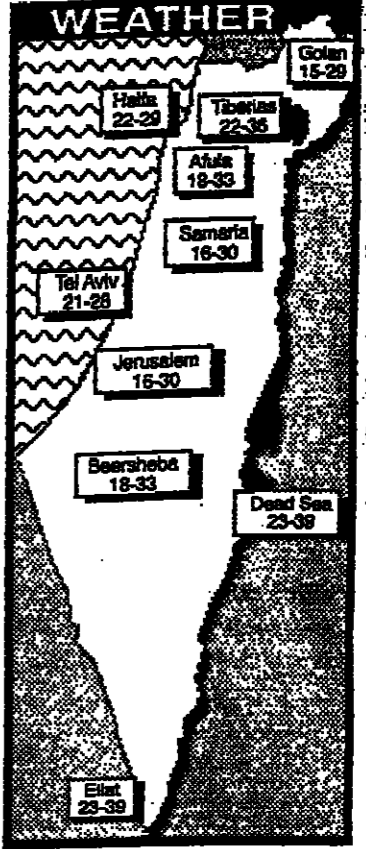 WEATHER
Golan
15-29
Haifa
22-29
Tiberias
22-35
Afula
19-33
Samaria
16-30
Tel Aviv
21-28
Jerusalem
16-30
Beersheba
18-33
Dead Sea
23-39
Eilat
23-39